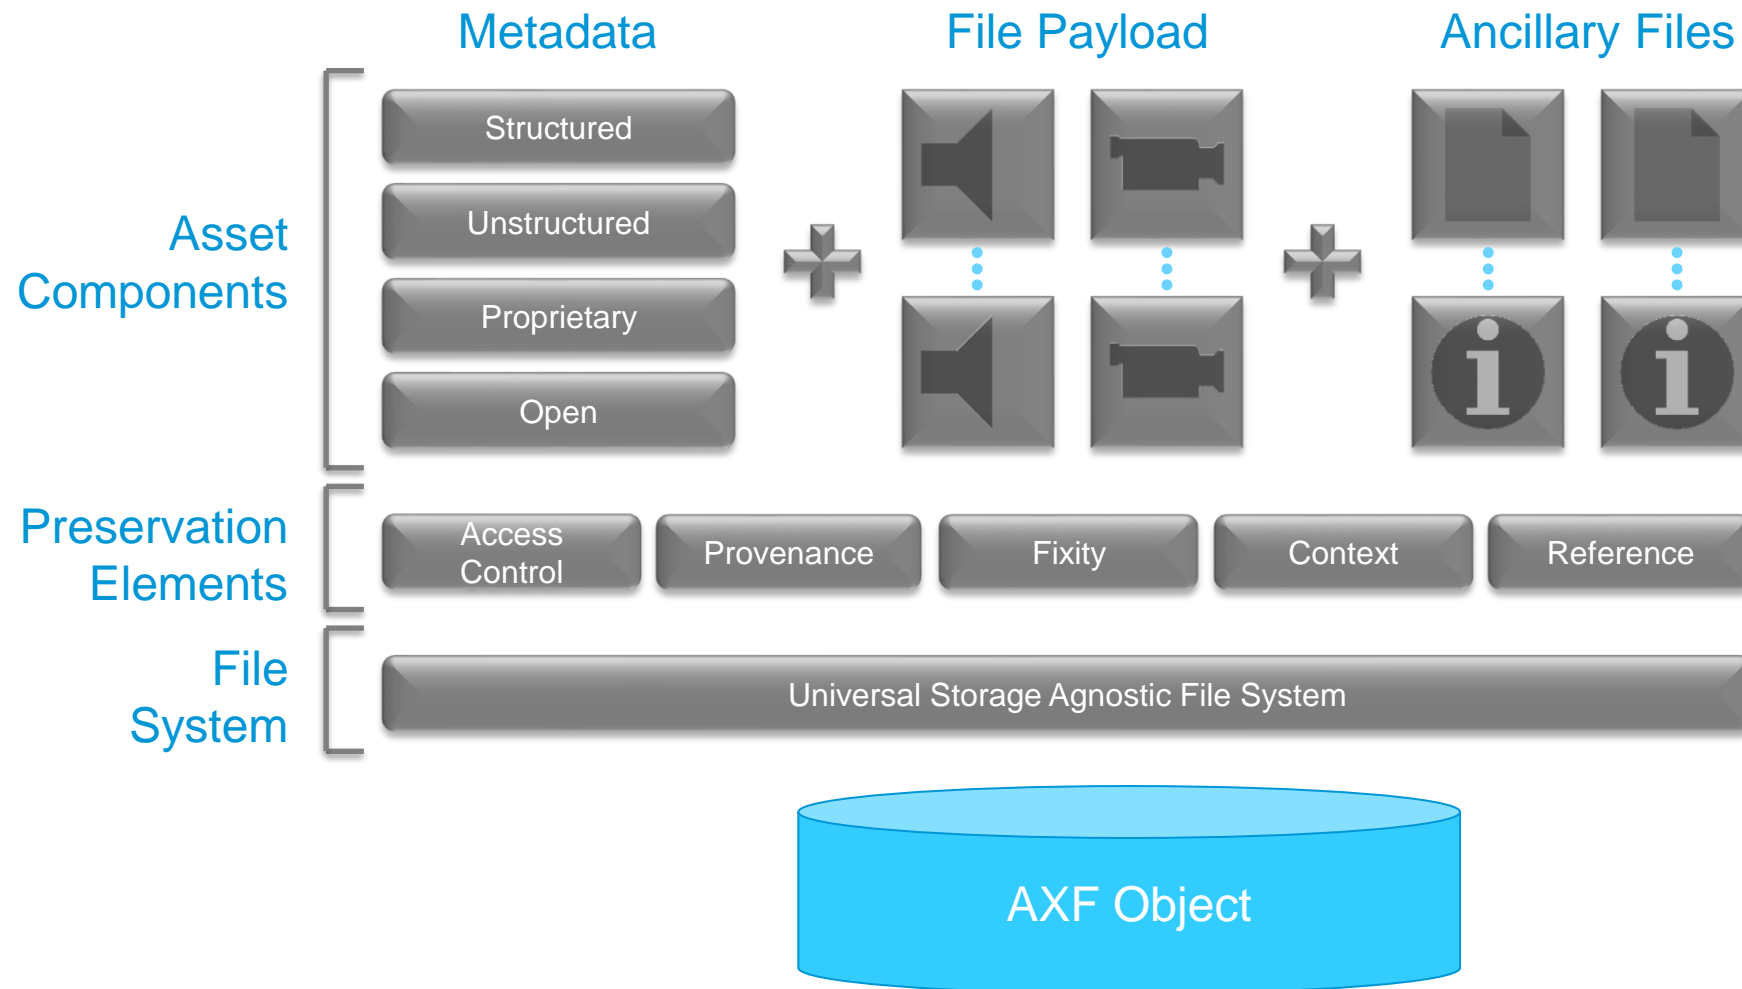 Metadata
File Payload
Ancillary Files
Asset
Components
Structured
Unstructured
Proprietary
Open
Preservation
Elements
Access
Control
Provenance
Fixity
Context
Reference
File
System
Universal Storage Agnostic File System
AXF Object